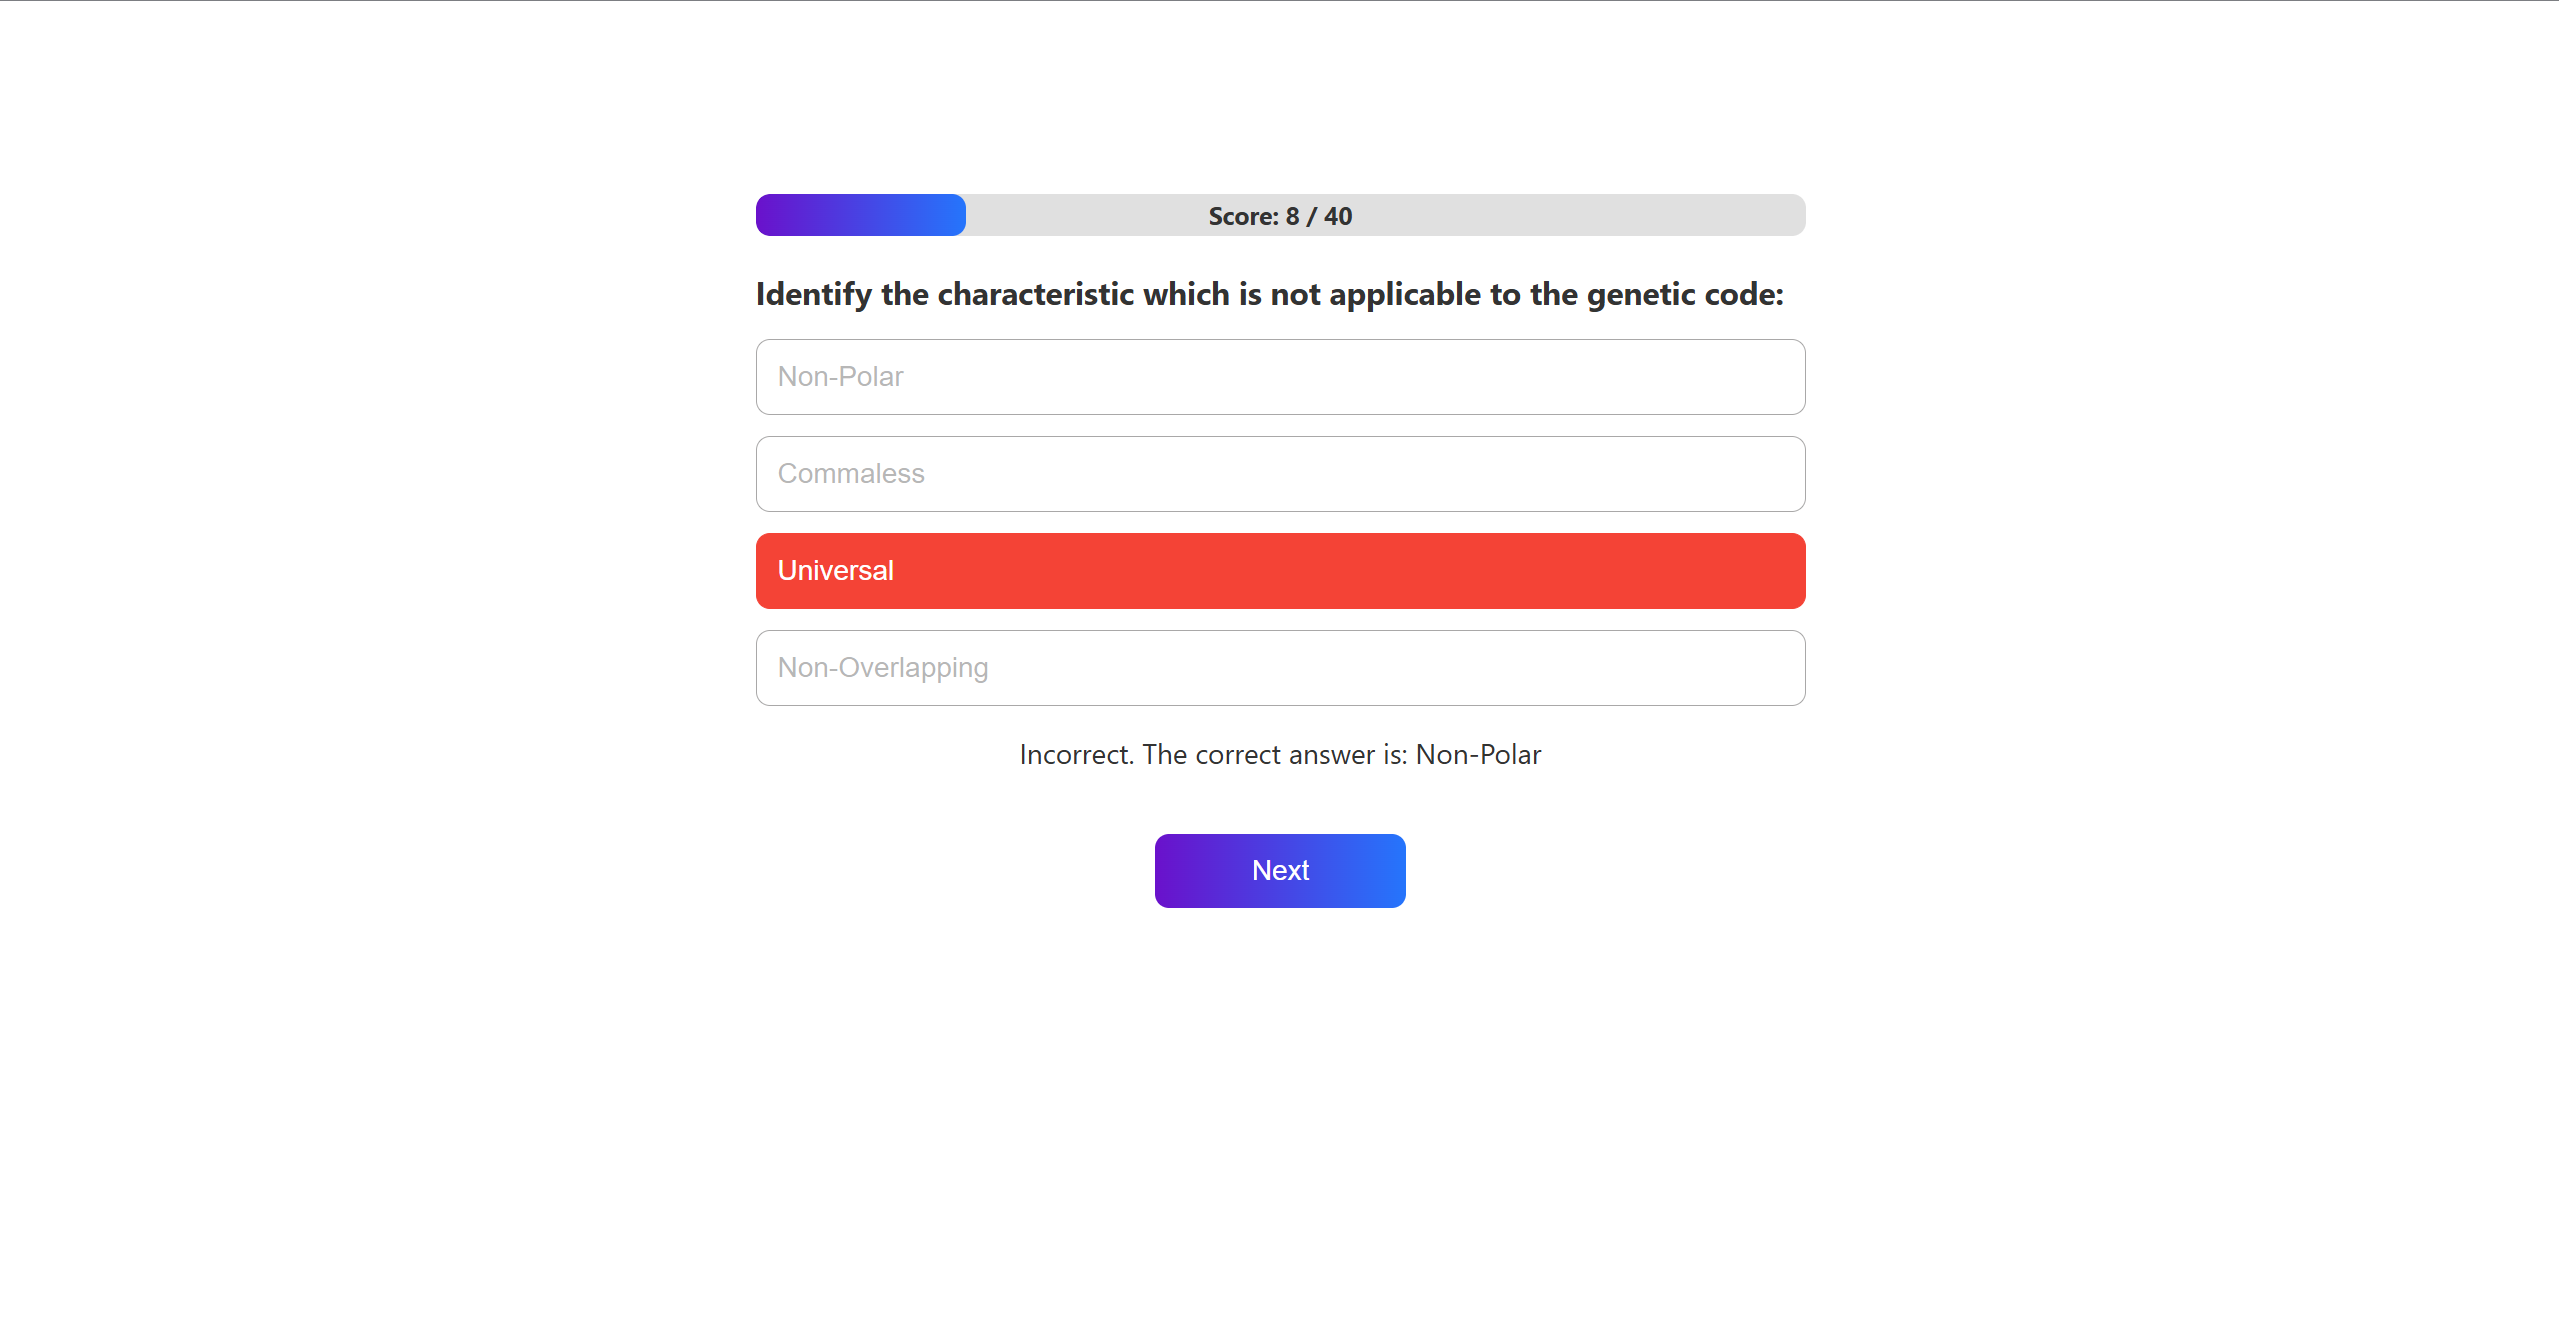 Score: 8 / 40
Identify the characteristic which is not applicable to the genetic code:
Non-Polar
Commaless
Universal
Non-Overlapping
Incorrect. The correct answer is: Non-Polar
Next